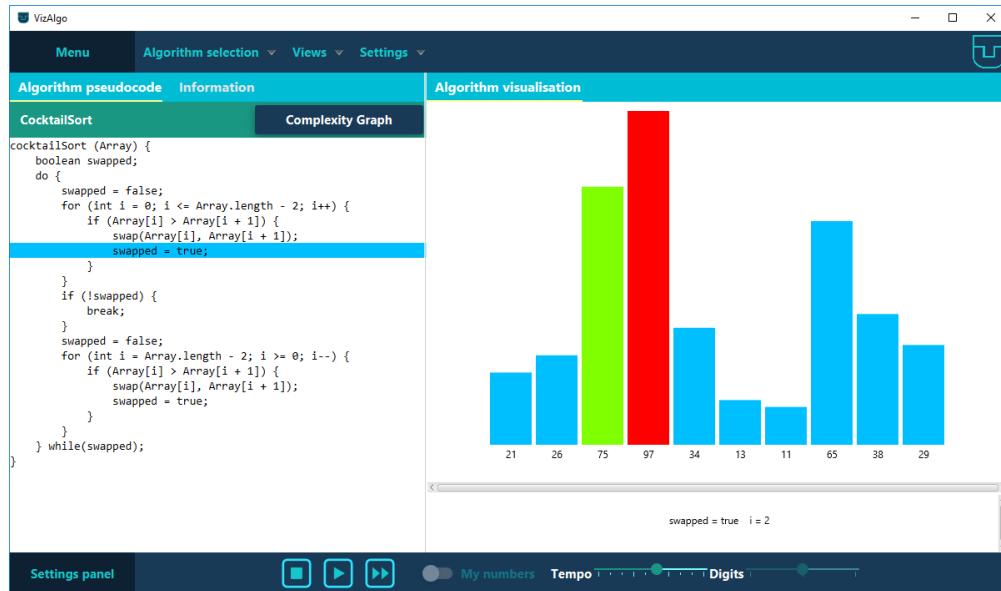 VizAlgo
Menu Algorithm selection Views Settings
Algorithm pseudocode Information
CocktailSort Complexity Graph
cocktailSort (Array) {
    boolean swapped;
    do {
        swapped = false;
        for (int i = 0; i <= Array.length - 2; i++) {
            if (Array[i] > Array[i + 1]) {
                swap(Array[i], Array[i + 1]);
                swapped = true;
            }
        }
        if (!swapped) {
            break;
        }
        swapped = false;
        for (int i = Array.length - 2; i >= 0; i--) {
            if (Array[i] > Array[i + 1]) {
                swap(Array[i], Array[i + 1]);
                swapped = true;
            }
        }
    } while(swapped);
}
Algorithm visualisation
21 26 75 97 34 13 11 65 38 29
swapped = true i = 2
Settings panel My numbers Tempo Digits